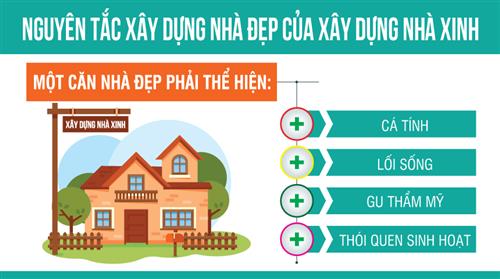 NGUYÊN TẮC XÂY DỰNG NHÀ ĐẸP CỦA XÂY DỰNG NHÀ XINH
MỘT CĂN NHÀ ĐẸP PHẢI THỂ HIỆN:
XÂY DỰNG NHÀ XINH
CÁ TÍNH
LỐI SỐNG
GU THẨM MỸ
THÓI QUEN SINH HOẠT